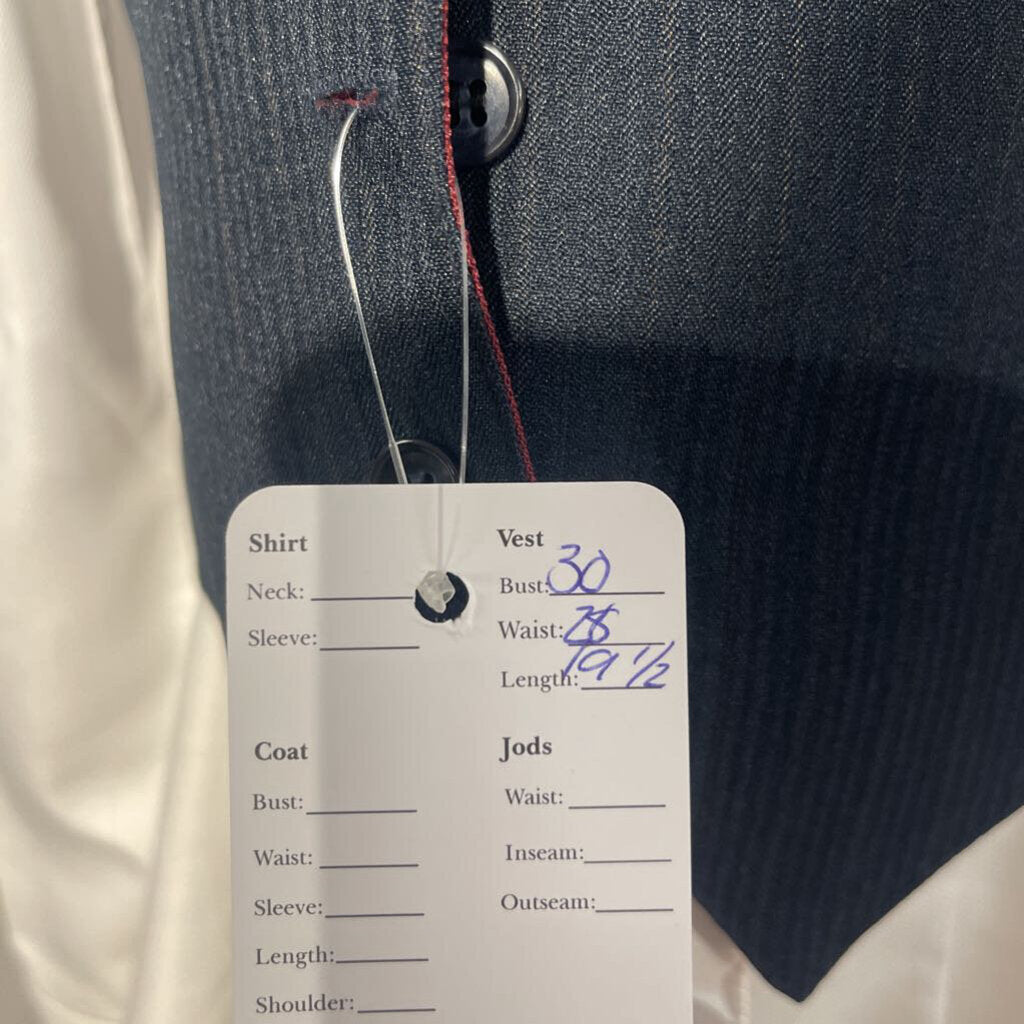 Shirt
Neck:
Sleeve:
Vest
Bust: 30
Waist: 28
Length: 19 1/2
Coat
Bust:
Waist:
Sleeve:
Length:
Shoulder:
Jods
Waist:
Inseam:
Outseam: